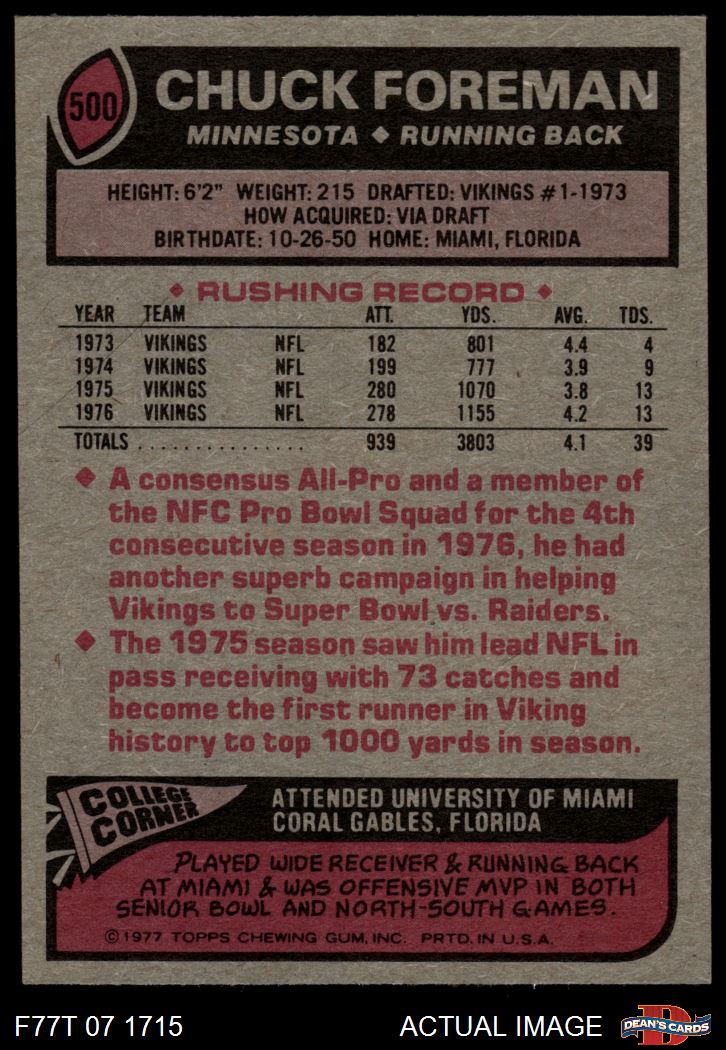 500
CHUCK FOREMAN
MINNESOTA ◆ RUNNING BACK
HEIGHT: 6'2" WEIGHT: 215 DRAFTED: VIKINGS #1-1973
HOW ACQUIRED: VIA DRAFT
BIRTHDATE: 10-26-50 HOME: MIAMI, FLORIDA
◆ RUSHING RECORD ◆
YEAR TEAM ATT. YDS. AVG. TDS.
1973 VIKINGS NFL 182 801 4.4 4
1974 VIKINGS NFL 199 777 3.9 9
1975 VIKINGS NFL 280 1070 3.8 13
1976 VIKINGS NFL 278 1155 4.2 13
TOTALS . . . . . . . . . . . . . . . 939 3803 4.1 39
◆ A consensus All-Pro and a member of
the NFC Pro Bowl Squad for the 4th
consecutive season in 1976, he had
another superb campaign in helping
Vikings to Super Bowl vs. Raiders.
◆ The 1975 season saw him lead NFL in
pass receiving with 73 catches and
become the first runner in Viking
history to top 1000 yards in season.
COLLEGE
CORNER
ATTENDED UNIVERSITY OF MIAMI
CORAL GABLES, FLORIDA
PLAYED WIDE RECEIVER & RUNNING BACK
AT MIAMI & WAS OFFENSIVE MVP IN BOTH
SENIOR BOWL AND NORTH-SOUTH GAMES.
©1977 TOPPS CHEWING GUM, INC. PRTD. IN U.S.A.
F77T 07 1715 ACTUAL IMAGE
D
DEAN'S CARDS